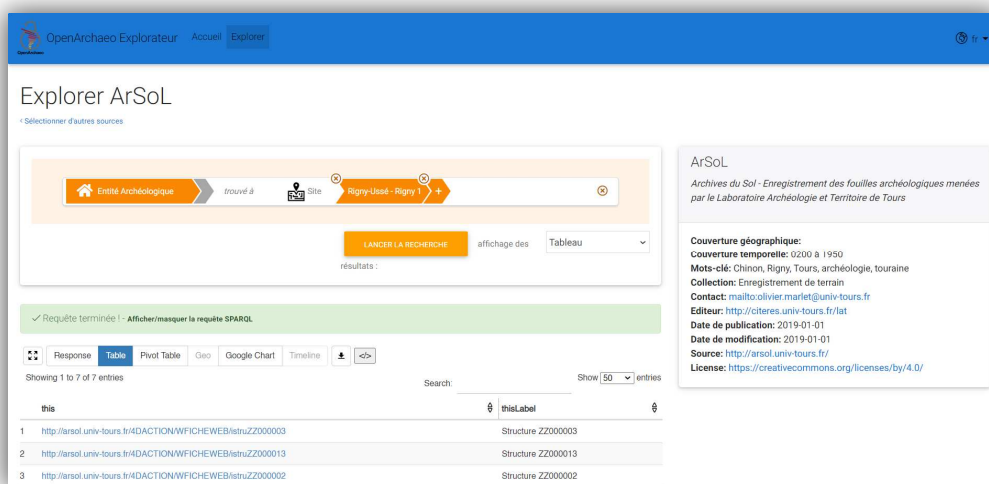 OpenArchaeo Explorateur Accueil Explorer fr
OpenArchaeo
Explorer ArSoL
‹ Sélectionner d'autres sources
Entité Archéologique trouvé à Site Rigny-Ussé - Rigny 1 +
LANCER LA RECHERCHE affichage des Tableau
résultats :
✓ Requête terminée ! - Afficher/masquer la requête SPARQL
Response Table Pivot Table Geo Google Chart Timeline </>
Showing 1 to 7 of 7 entries Search: Show 50 entries
this thisLabel
1 http://arsol.univ-tours.fr/4DACTION/WFICHEWEB/istruZZ000003 Structure ZZ000003
2 http://arsol.univ-tours.fr/4DACTION/WFICHEWEB/istruZZ000013 Structure ZZ000013
3 http://arsol.univ-tours.fr/4DACTION/WFICHEWEB/istruZZ000002 Structure ZZ000002
ArSoL
Archives du Sol - Enregistrement des fouilles archéologiques menées
par le Laboratoire Archéologie et Territoire de Tours
Couverture géographique:
Couverture temporelle: 0200 à 1950
Mots-clé: Chinon, Rigny, Tours, archéologie, touraine
Collection: Enregistrement de terrain
Contact: mailto:olivier.marlet@univ-tours.fr
Editeur: http://citeres.univ-tours.fr/lat
Date de publication: 2019-01-01
Date de modification: 2019-01-01
Source: http://arsol.univ-tours.fr/
License: https://creativecommons.org/licenses/by/4.0/